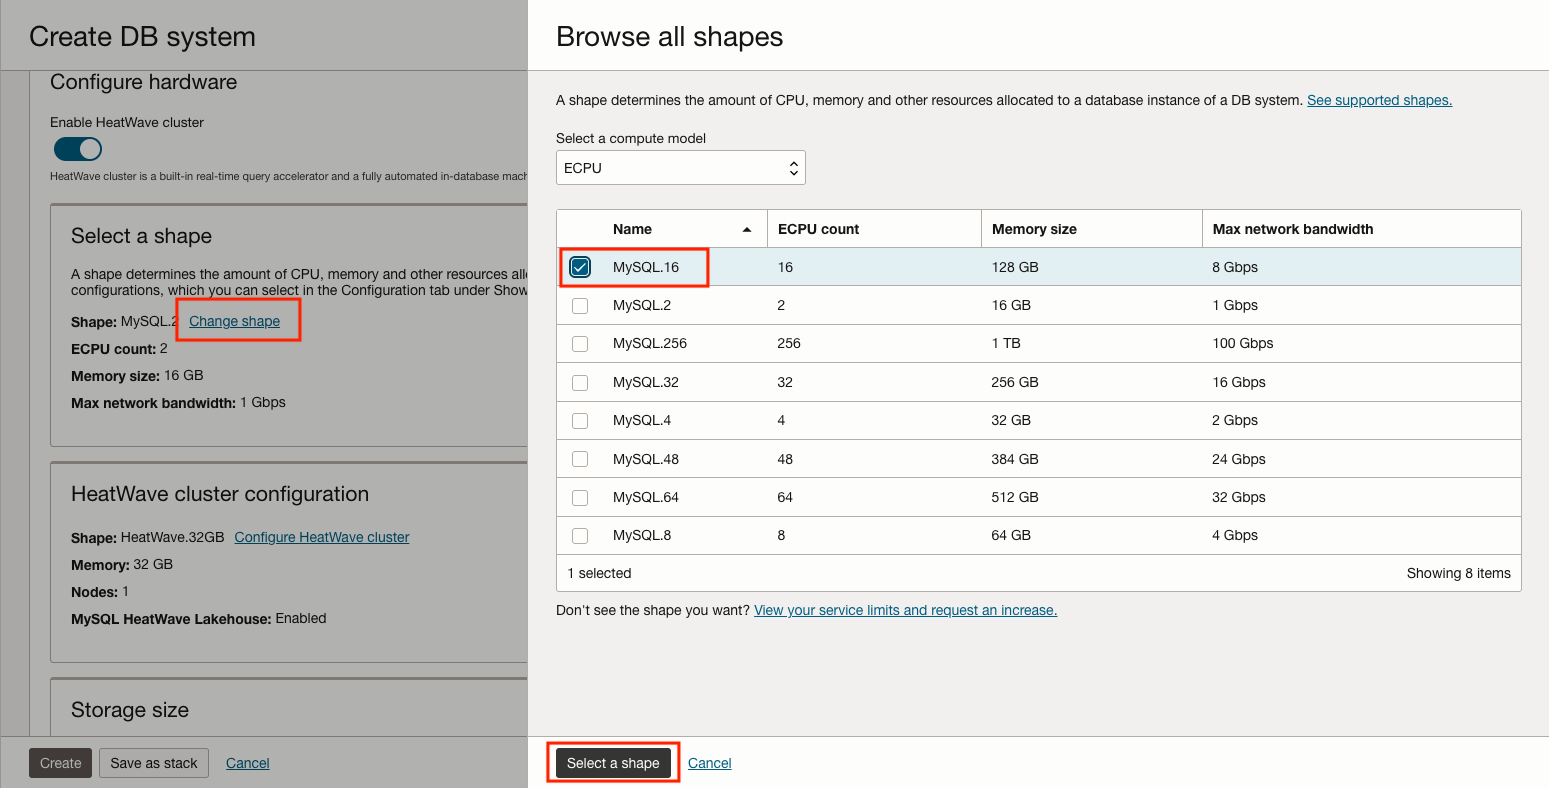 Create DB system
Configure hardware
Enable HeatWave cluster
HeatWave cluster is a built-in real-time query accelerator and a fully automated in-database
Select a shape
A shape determines the amount of CPU, memory and other resources
configurations, which you can select in the Configuration tab under
Shape: MySQL.2 Change shape
ECPU count: 2
Memory size: 16 GB
Max network bandwidth: 1 Gbps
HeatWave cluster configuration
Shape: HeatWave.32GB Configure HeatWave cluster
Memory: 32 GB
Nodes: 1
MySQL HeatWave Lakehouse: Enabled
Storage size
Create Save as stack Cancel
Browse all shapes
A shape determines the amount of CPU, memory and other resources allocated to a database instance of a DB system. See supported shapes.
Select a compute model
ECPU
Name ECPU count Memory size Max network bandwidth
MySQL.16 16 128 GB 8 Gbps
MySQL.2 2 16 GB 1 Gbps
MySQL.256 256 1 TB 100 Gbps
MySQL.32 32 256 GB 16 Gbps
MySQL.4 4 32 GB 2 Gbps
MySQL.48 48 384 GB 24 Gbps
MySQL.64 64 512 GB 32 Gbps
MySQL.8 8 64 GB 4 Gbps
1 selected Showing 8 items
Don't see the shape you want? View your service limits and request an increase.
Select a shape Cancel